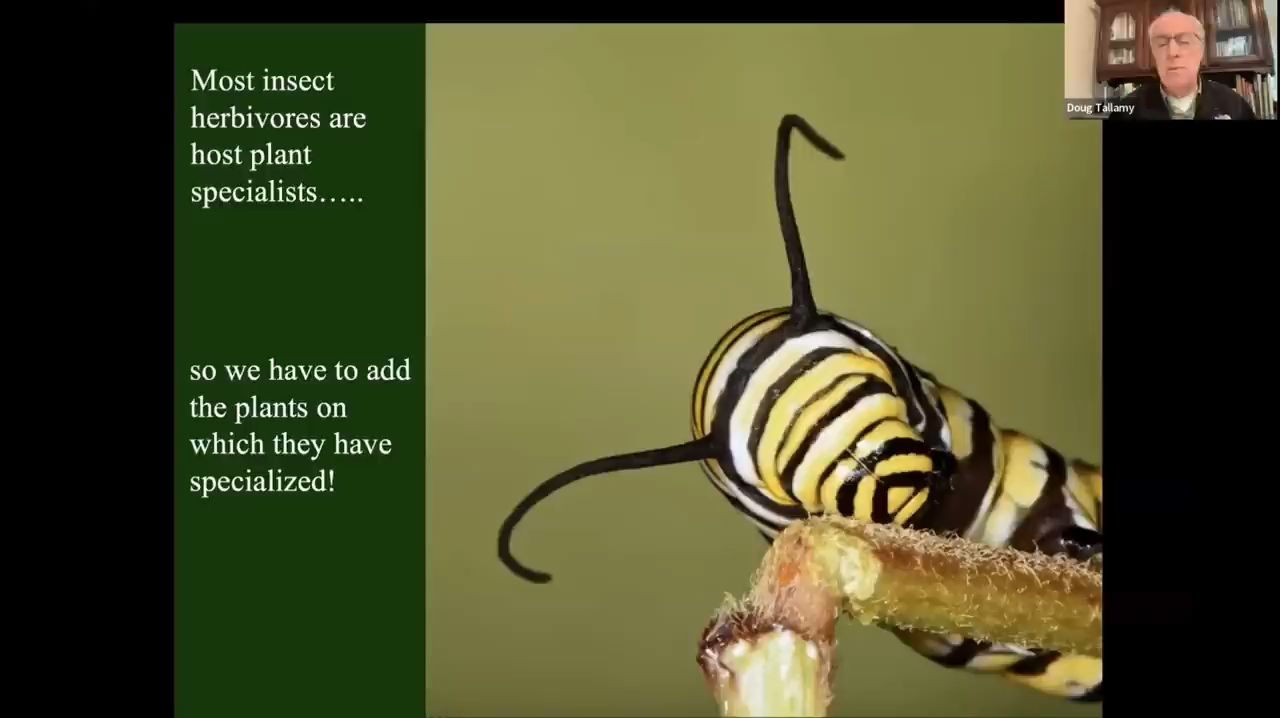 Most insect
herbivores are
host plant
specialists…..
so we have to add
the plants on
which they have
specialized!
Doug Tallamy